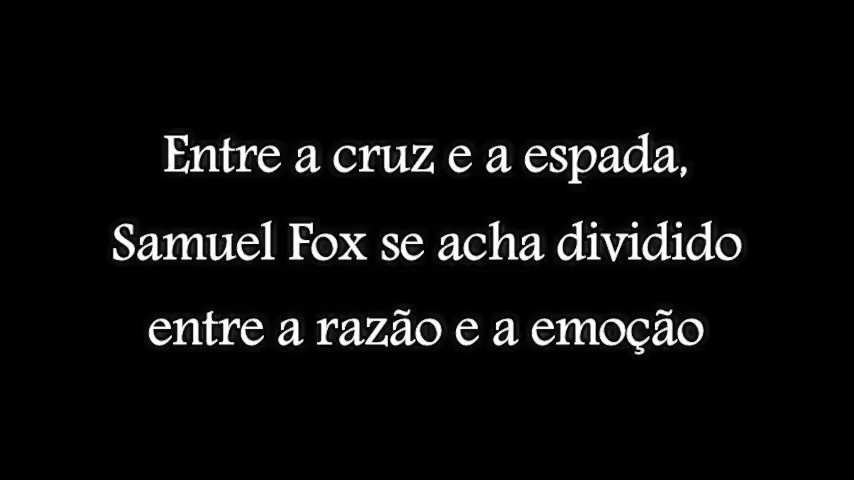 Entre a cruz e a espada,
Samuel Fox se acha dividido
entre a razão e a emoção